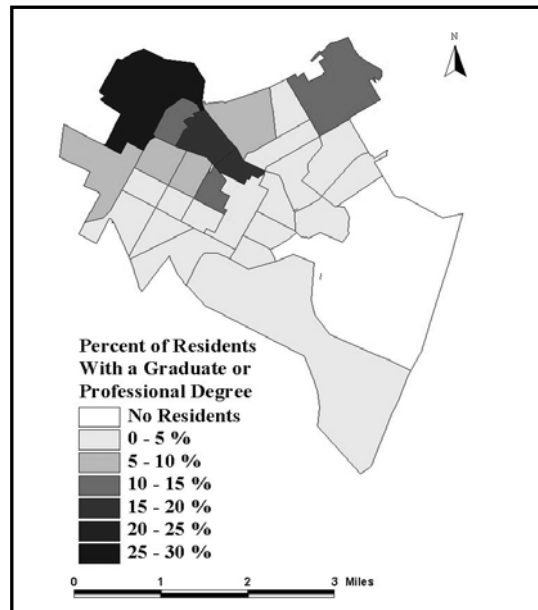 N
Percent of Residents
With a Graduate or
Professional Degree
No Residents
0 - 5 %
5 - 10 %
10 - 15 %
15 - 20 %
20 - 25 %
25 - 30 %
0 1 2 3 Miles